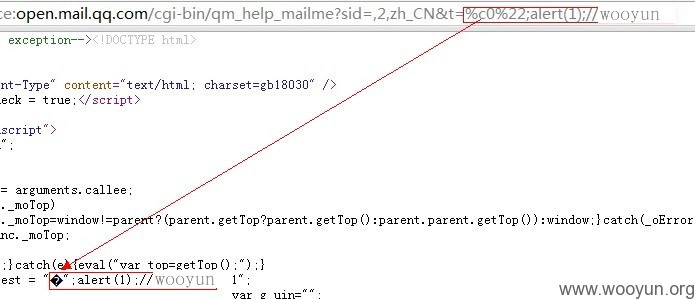 open.mail.qq.com/cgi-bin/qm_help_mailme?sid=,2,zh_CN&t=%c0%22;alert(1);//wooyun
exception--><!DOCTYPE html>
nt-Type" content="text/html; charset=gb18030" />
eck = true;</script>
script">
";
= arguments.callee;
._moTop)
._moTop=window!=parent?(parent.getTop?parent.getTop():parent.parent.getTop()):window;}catch(_oError
nc._moTop;
;}catch(e){eval("var top=getTop();");}
est = "�";alert(1);//wooyun 1";
var g_uin="";
www.wooyun.org